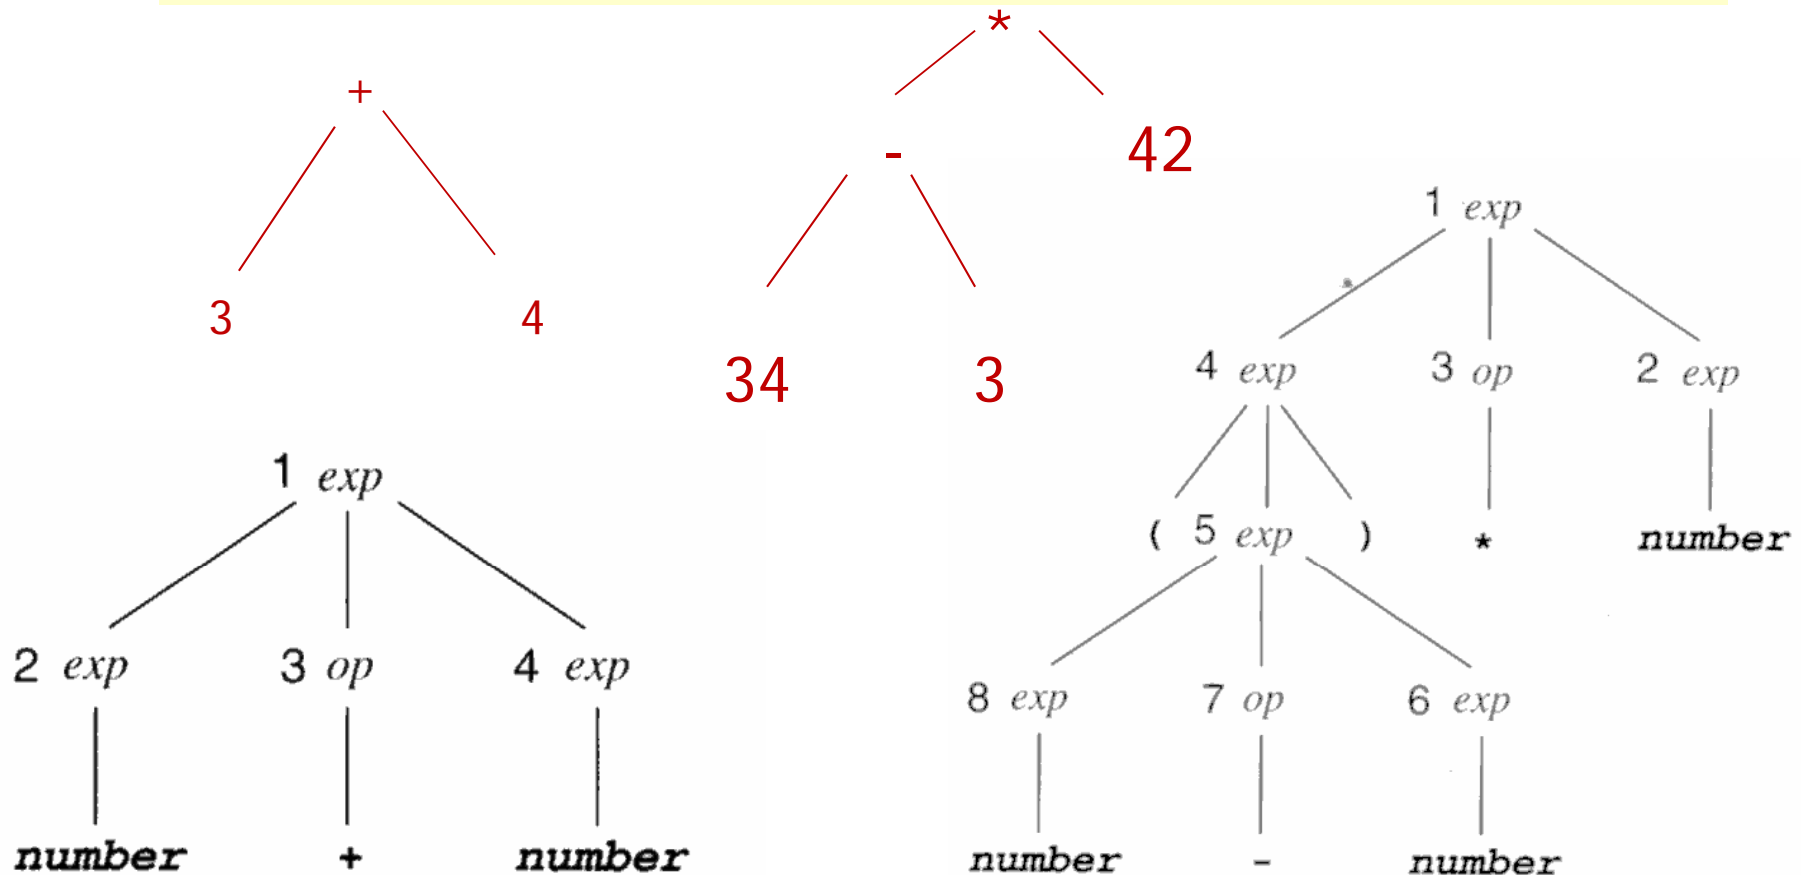 *
+
- 42
3 4
34 3
1 exp
4 exp 3 op 2 exp
( 5 exp ) * number
8 exp 7 op 6 exp
number - number
1 exp
2 exp 3 op 4 exp
number + number